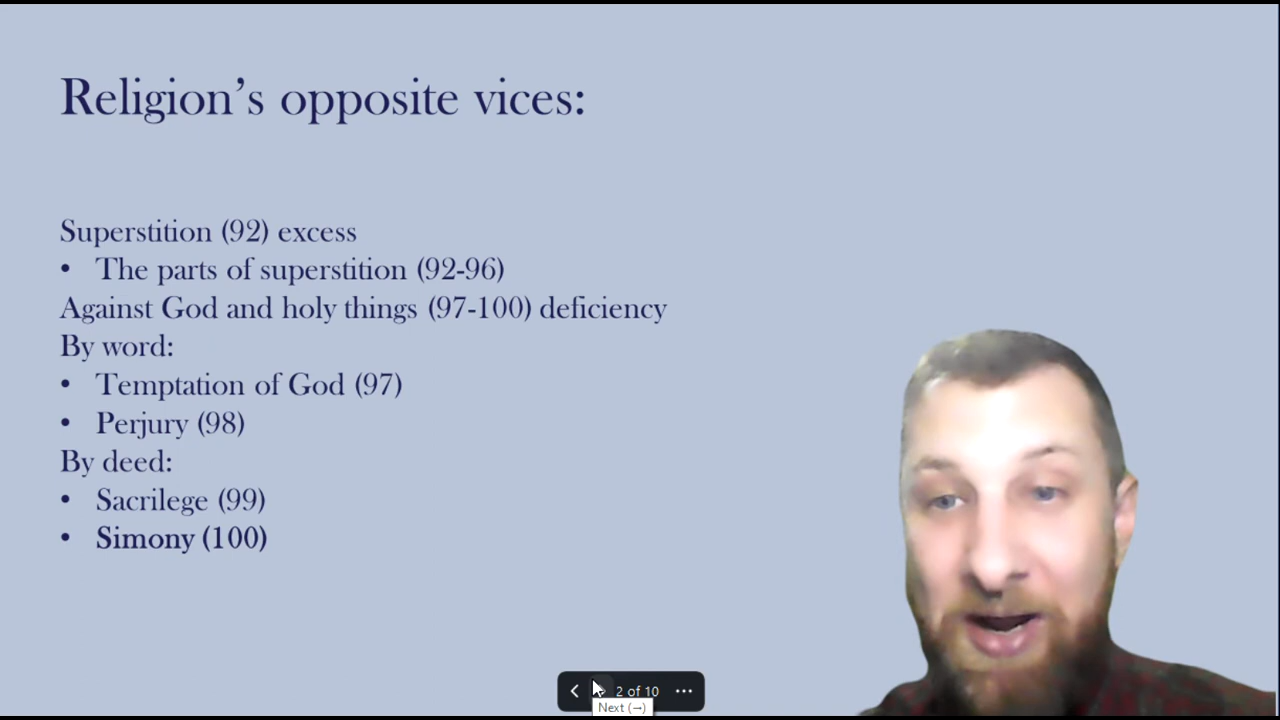 Religion’s opposite vices:
Superstition (92) excess
• The parts of superstition (92-96)
Against God and holy things (97-100) deficiency
By word:
• Temptation of God (97)
• Perjury (98)
By deed:
• Sacrilege (99)
• Simony (100)
2 of 10
Next (→)